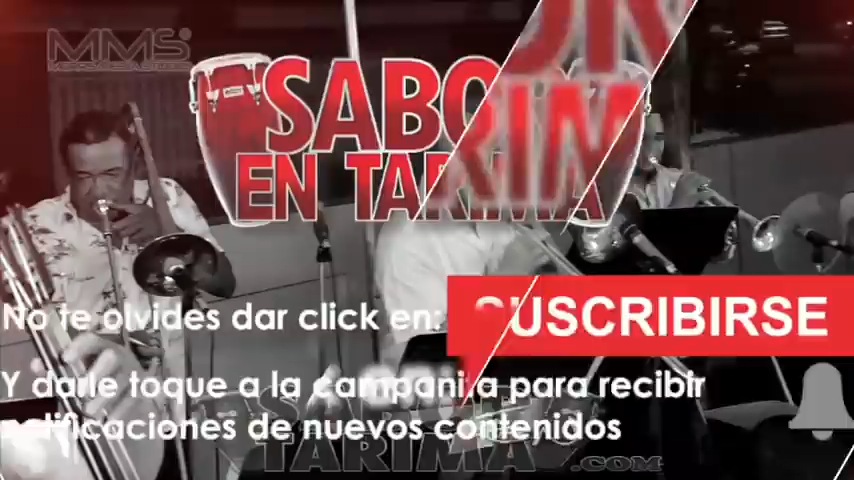 MMS
SABOR
EN TARIMA
No te olvides dar click en:
SUSCRIBIRSE
Y darle toque a la campanita para recibir
notificaciones de nuevos contenidos
TARIMA.COM